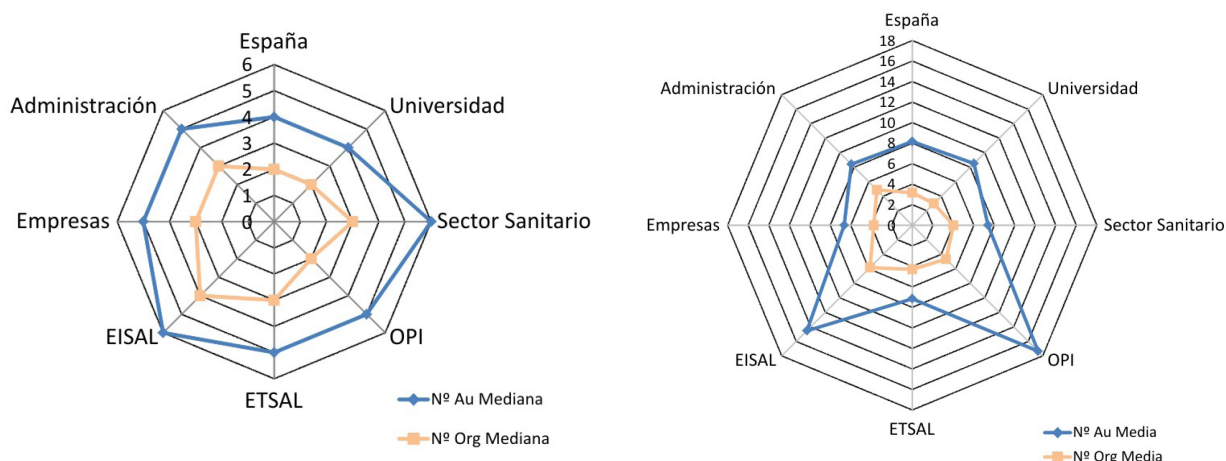 España
6
5
4
3
2
1
0
Universidad
Sector Sanitario
OPI
ETSAL
EISAL
Empresas
Administración
Nº Au Mediana
Nº Org Mediana
España
18
16
14
12
10
8
6
4
2
0
Universidad
Sector Sanitario
OPI
ETSAL
EISAL
Empresas
Administración
Nº Au Media
Nº Org Media